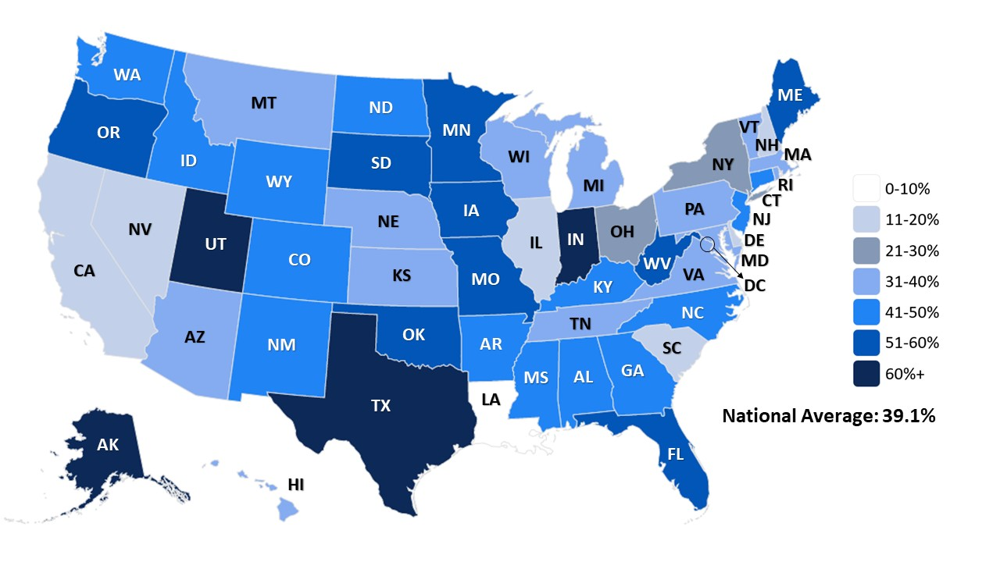 WA
MT
ND
MN
ME
OR
ID
SD
WI
VT
NH
MA
NY
WY
MI
RI
CT
0-10%
IA
PA
NJ
11-20%
NV
NE
IL
IN
OH
DE
21-30%
UT
CO
WV
MD
CA
KS
MO
VA
DC
31-40%
KY
NC
41-50%
AZ
NM
OK
AR
TN
SC
51-60%
MS
AL
GA
60%+
TX
LA
National Average: 39.1%
AK
FL
HI